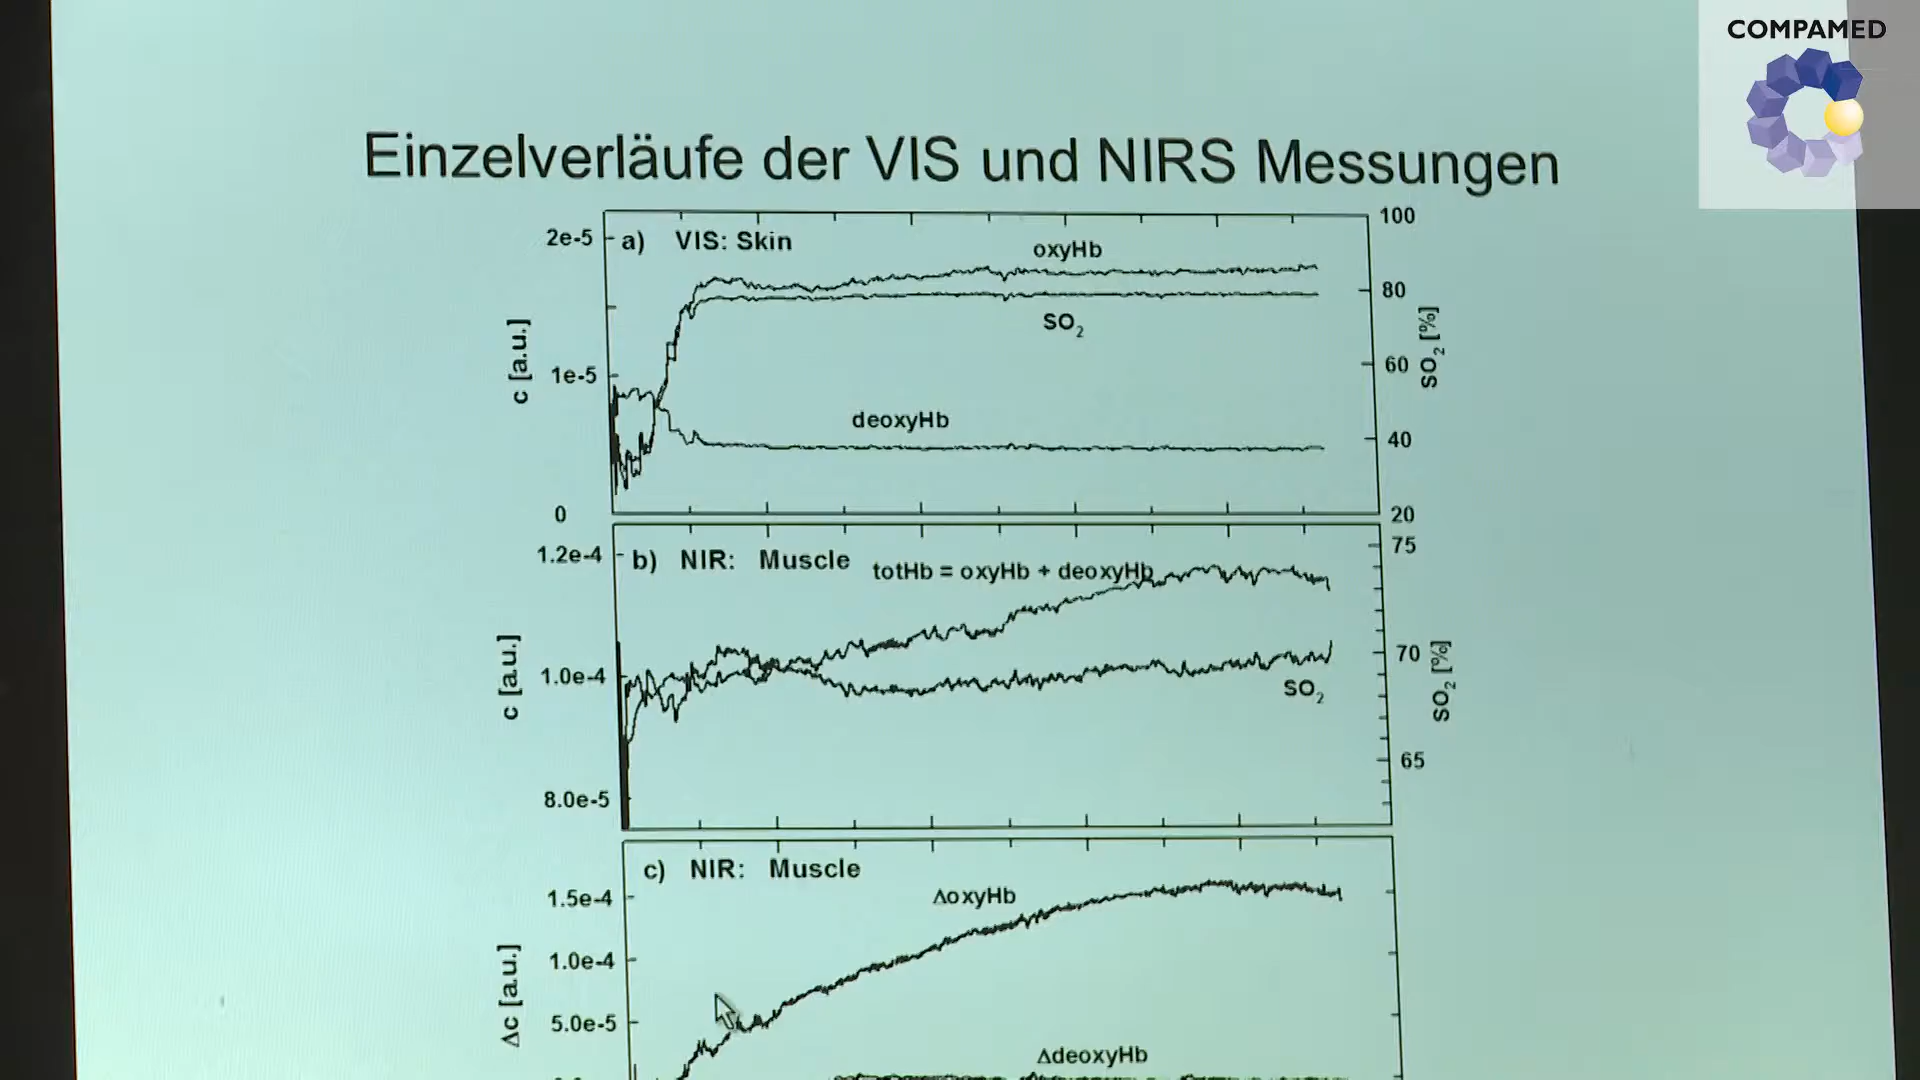 COMPAMED
Einzelverläufe der VIS und NIRS Messungen
a) VIS: Skin
oxyHb
SO2
deoxyHb
2e-5
1e-5
0
c [a.u.]
100
80
60
40
20
SO2 [%]
b) NIR: Muscle
totHb = oxyHb + deoxyHb
SO2
1.2e-4
1.0e-4
8.0e-5
c [a.u.]
75
70
65
SO2 [%]
c) NIR: Muscle
ΔoxyHb
ΔdeoxyHb
1.5e-4
1.0e-4
5.0e-5
Δc [a.u.]